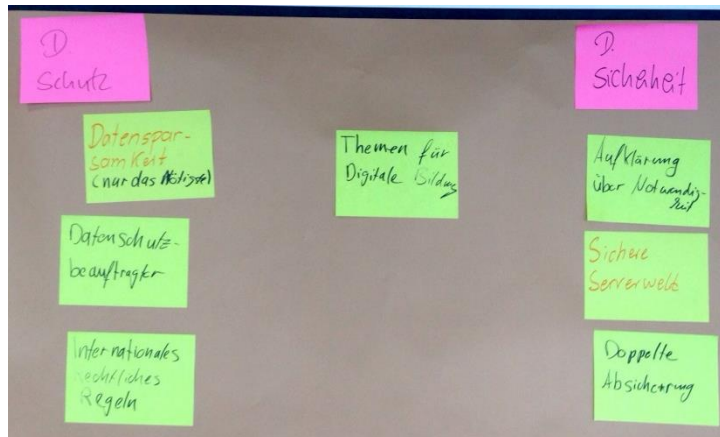 D.
Schutz
Datenspar-
samkeit
(nur das Nötigste)
Datenschutz-
beauftragter
Internationales
rechtliches
Regeln
Themen für
Digitale Bildung
D.
Sicherheit
Aufklärung
über Notwendig-
keit
Sichere
Serverwelt
Doppelte
Absicherung